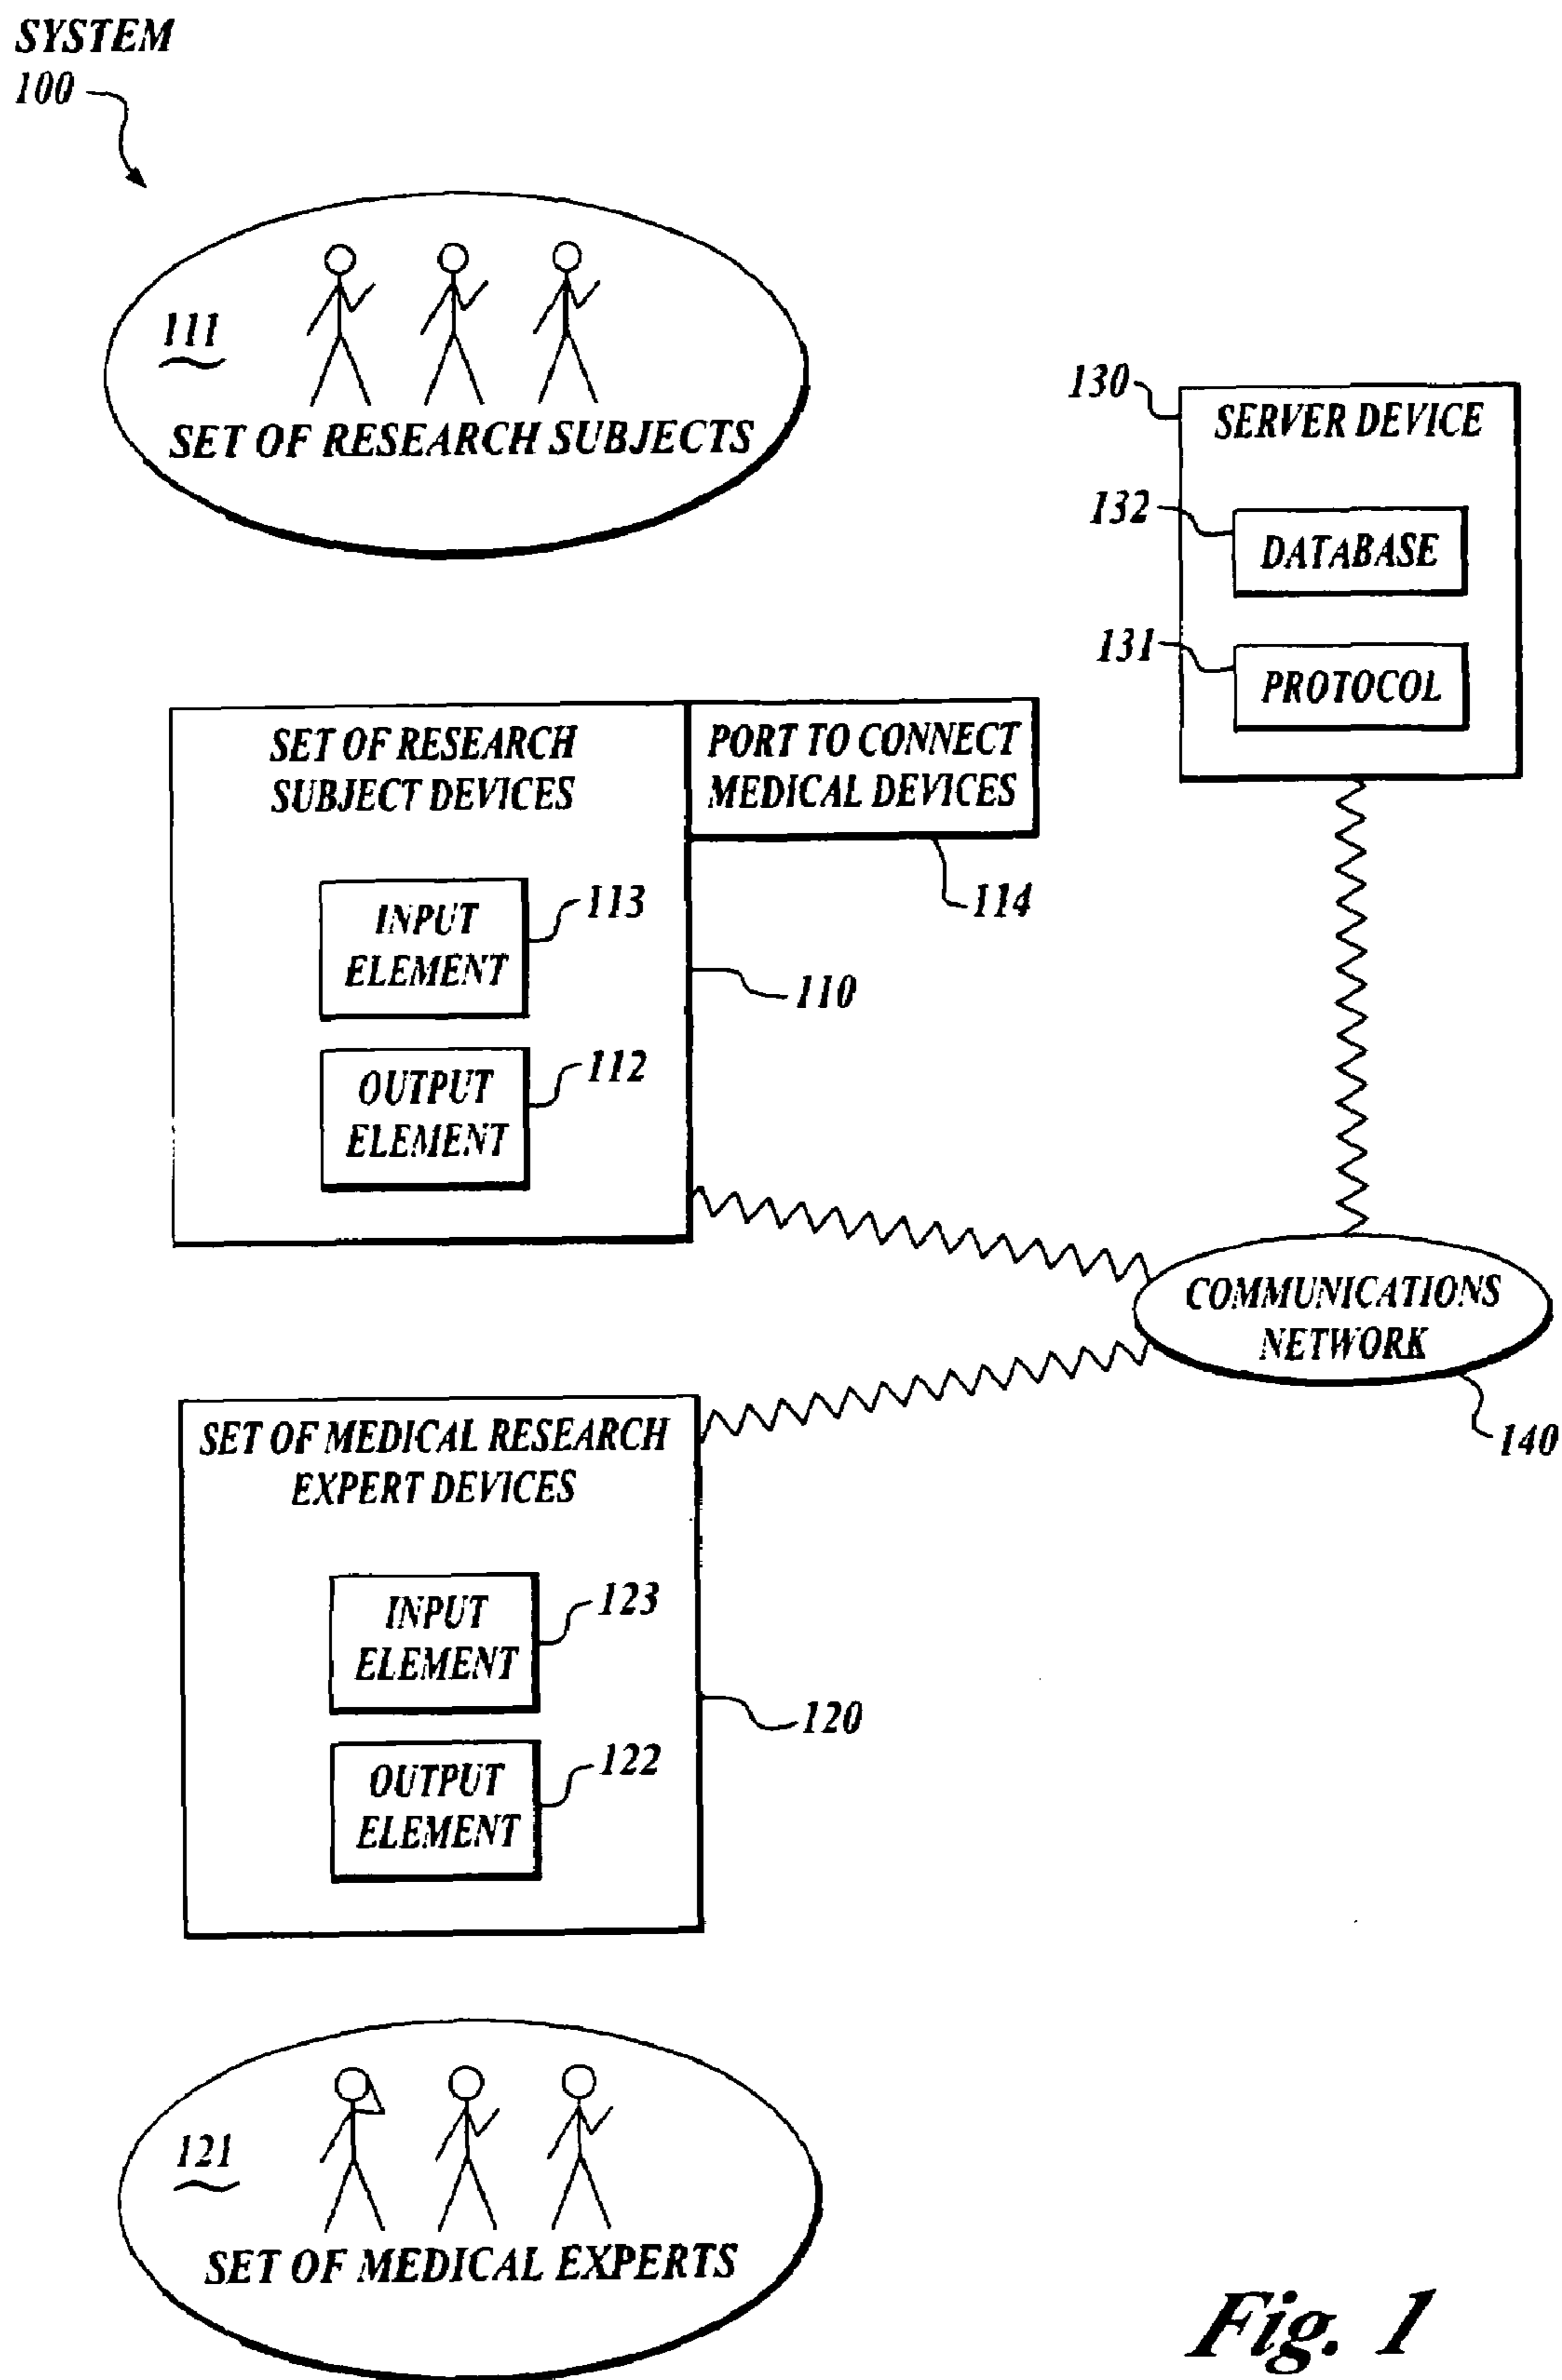 SYSTEM
100
111
SET OF RESEARCH SUBJECTS
130
SERVER DEVICE
132
DATABASE
131
PROTOCOL
SET OF RESEARCH
SUBJECT DEVICES
PORT TO CONNECT
MEDICAL DEVICES
114
INPUT
ELEMENT
113
110
OUTPUT
ELEMENT
112
COMMUNICATIONS
NETWORK
140
SET OF MEDICAL RESEARCH
EXPERT DEVICES
INPUT
ELEMENT
123
120
OUTPUT
ELEMENT
122
121
SET OF MEDICAL EXPERTS
Fig. 1